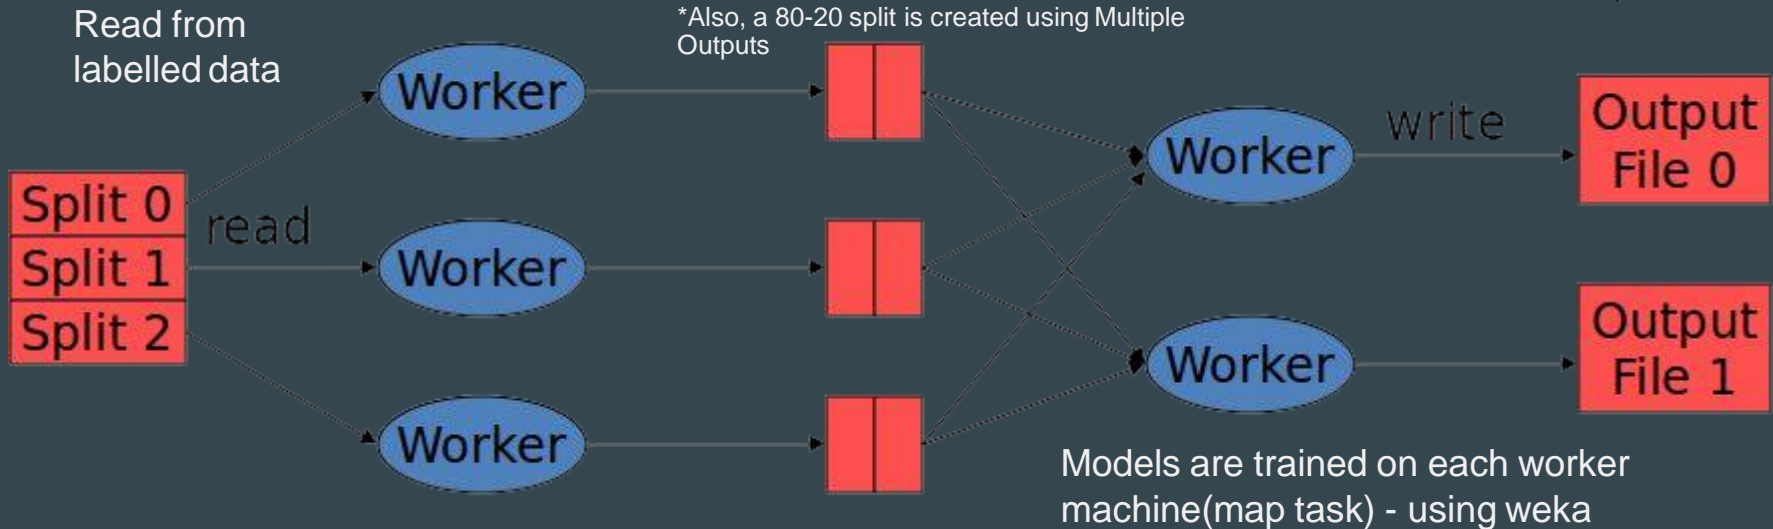 Read from
labelled data
*Also, a 80-20 split is created using Multiple
Outputs
Worker
Split 0
Split 1
Split 2
read
Worker
Worker
Worker
write
Output
File 0
Worker
Output
File 1
Models are trained on each worker
machine(map task) - using weka